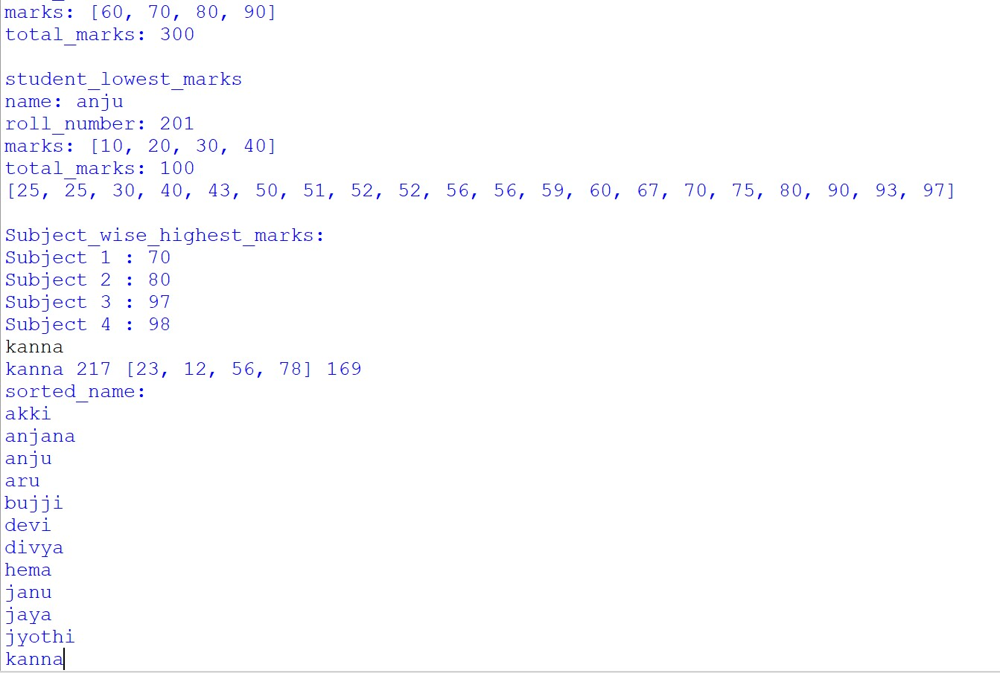 marks: [60, 70, 80, 90]
total_marks: 300
student_lowest_marks
name: anju
roll_number: 201
marks: [10, 20, 30, 40]
total_marks: 100
[25, 25, 30, 40, 43, 50, 51, 52, 52, 56, 56, 59, 60, 67, 70, 75, 80, 90, 93, 97]
Subject_wise_highest_marks:
Subject 1 : 70
Subject 2 : 80
Subject 3 : 97
Subject 4 : 98
kanna
kanna 217 [23, 12, 56, 78] 169
sorted_name:
akki
anjana
anju
aru
bujji
devi
divya
hema
janu
jaya
jyothi
kanna